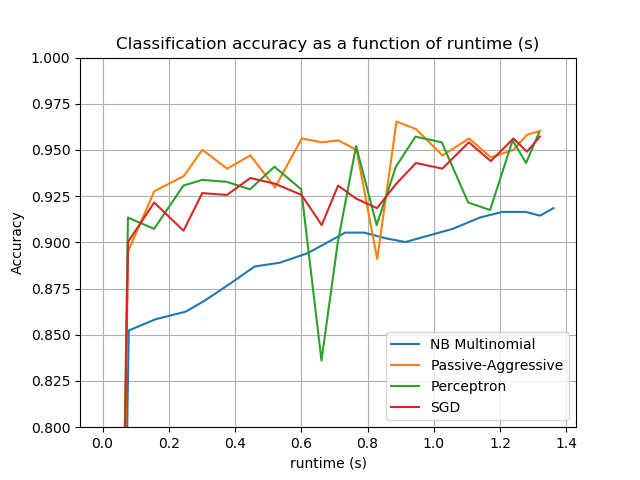 Classification accuracy as a function of runtime (s)
1.000
0.975
0.950
0.925
0.900
0.875
0.850
0.825
0.800
Accuracy
NB Multinomial
Passive-Aggressive
Perceptron
SGD
0.0 0.2 0.4 0.6 0.8 1.0 1.2 1.4
runtime (s)